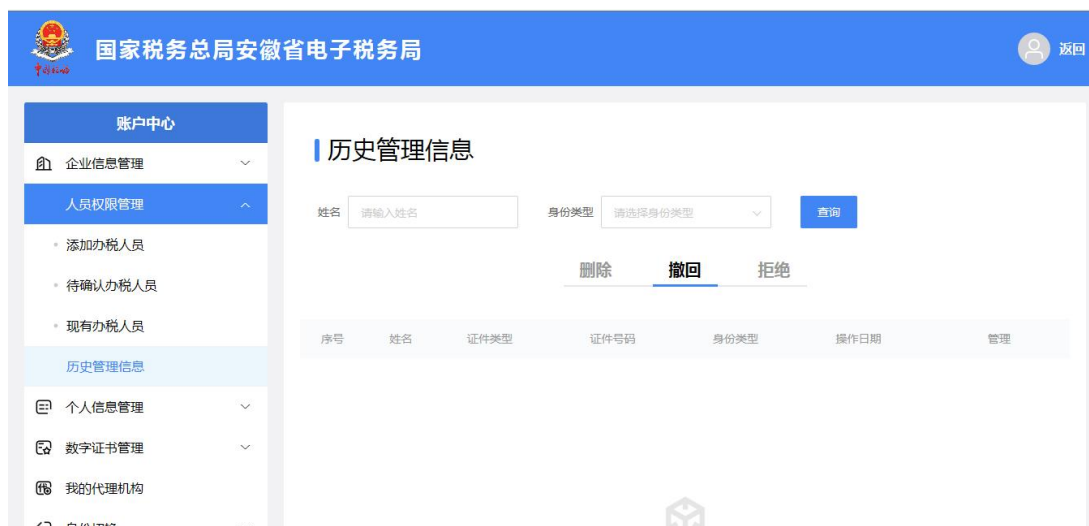 国家税务总局安徽省电子税务局
返回
账户中心
企业信息管理
人员权限管理
添加办税人员
待确认办税人员
现有办税人员
历史管理信息
个人信息管理
数字证书管理
我的代理机构
历史管理信息
姓名 请输入姓名 身份类型 请选择身份类型 查询
删除 撤回 拒绝
序号 姓名 证件类型 证件号码 身份类型 操作日期 管理